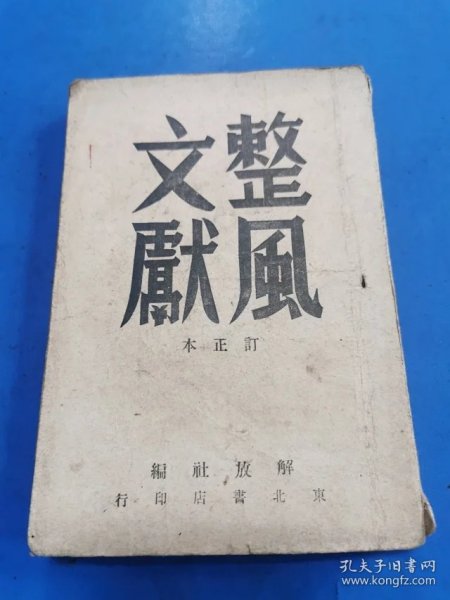 整風
文獻
訂正本
解放社編
東北書店印行
孔夫子旧书网
www.kongfz.com